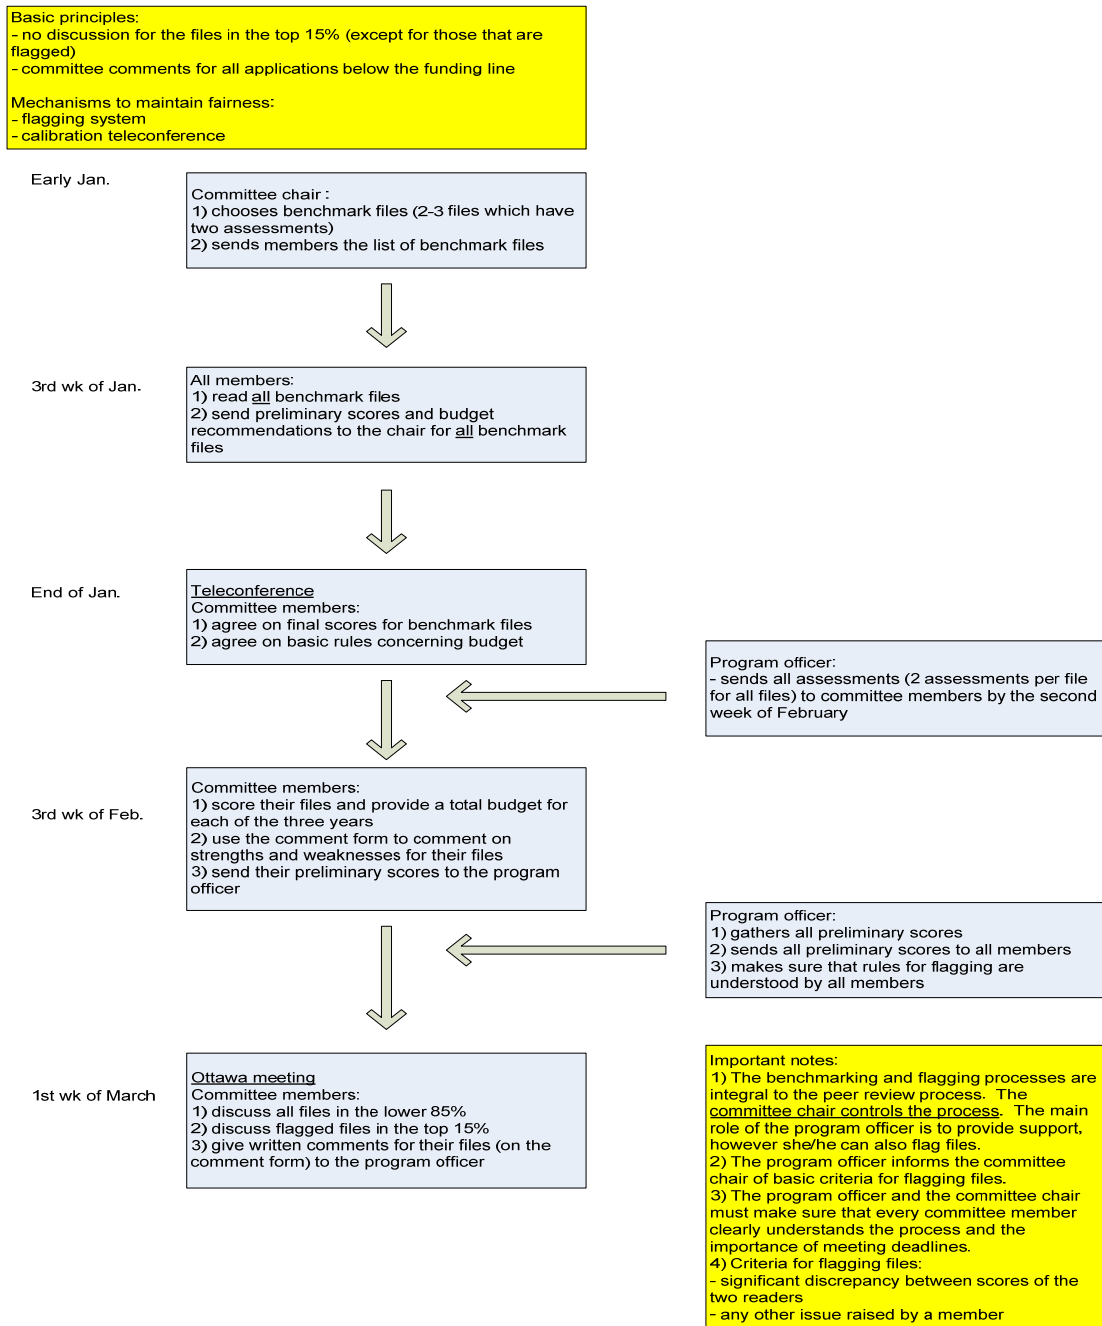 Basic principles:
- no discussion for the files in the top 15% (except for those that are
flagged)
- committee comments for all applications below the funding line
Mechanisms to maintain fairness:
- flagging system
- calibration teleconference
Early Jan.
Committee chair :
1) chooses benchmark files (2-3 files which have
two assessments)
2) sends members the list of benchmark files
3rd wk of Jan.
All members:
1) read all benchmark files
2) send preliminary scores and budget
recommendations to the chair for all benchmark
files
End of Jan.
Teleconference
Committee members:
1) agree on final scores for benchmark files
2) agree on basic rules concerning budget
Program officer:
- sends all assessments (2 assessments per file
for all files) to committee members by the second
week of February
3rd wk of Feb.
Committee members:
1) score their files and provide a total budget for
each of the three years
2) use the comment form to comment on
strengths and weaknesses for their files
3) send their preliminary scores to the program
officer
Program officer:
1) gathers all preliminary scores
2) sends all preliminary scores to all members
3) makes sure that rules for flagging are
understood by all members
1st wk of March
Ottawa meeting
Committee members:
1) discuss all files in the lower 85%
2) discuss flagged files in the top 15%
3) give written comments for their files (on the
comment form) to the program officer
Important notes:
1) The benchmarking and flagging processes are
integral to the peer review process. The
committee chair controls the process. The main
role of the program officer is to provide support,
however she/he can also flag files.
2) The program officer informs the committee
chair of basic criteria for flagging files.
3) The program officer and the committee chair
must make sure that every committee member
clearly understands the process and the
importance of meeting deadlines.
4) Criteria for flagging files:
- significant discrepancy between scores of the
two readers
- any other issue raised by a member